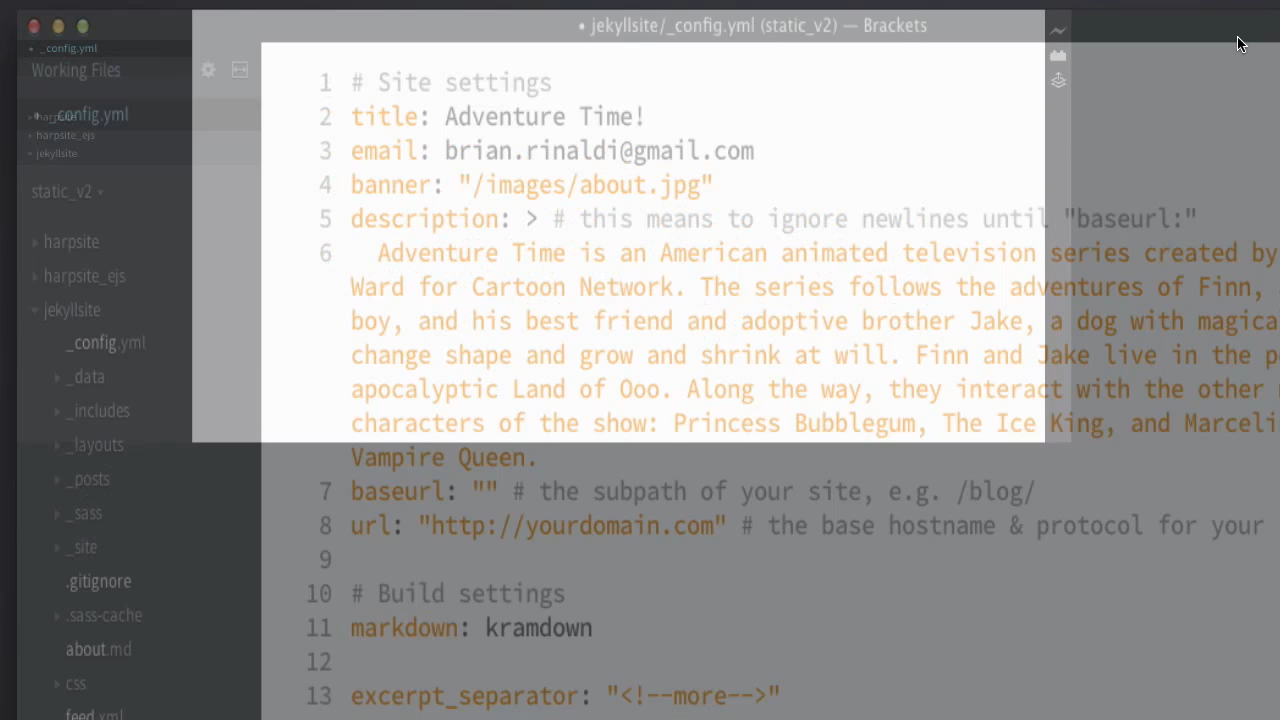 jekyllsite/_config.yml (static_v2) — Brackets
_config.yml
Working Files
_config.yml
harpsite
harpsite_ejs
jekyllsite
static_v2
harpsite
harpsite_ejs
jekyllsite
_config.yml
_data
_includes
_layouts
_posts
_sass
_site
.gitignore
.sass-cache
about.md
css
feed.xml
1 # Site settings
2 title: Adventure Time!
3 email: brian.rinaldi@gmail.com
4 banner: "/images/about.jpg"
5 description: > # this means to ignore newlines until "baseurl:"
6 Adventure Time is an American animated television series created by
Ward for Cartoon Network. The series follows the adventures of Finn,
boy, and his best friend and adoptive brother Jake, a dog with magica
change shape and grow and shrink at will. Finn and Jake live in the p
apocalyptic Land of Ooo. Along the way, they interact with the other
characters of the show: Princess Bubblegum, The Ice King, and Marceli
Vampire Queen.
7 baseurl: "" # the subpath of your site, e.g. /blog/
8 url: "http://yourdomain.com" # the base hostname & protocol for your
9
10 # Build settings
11 markdown: kramdown
12
13 excerpt_separator: "<!--more-->"